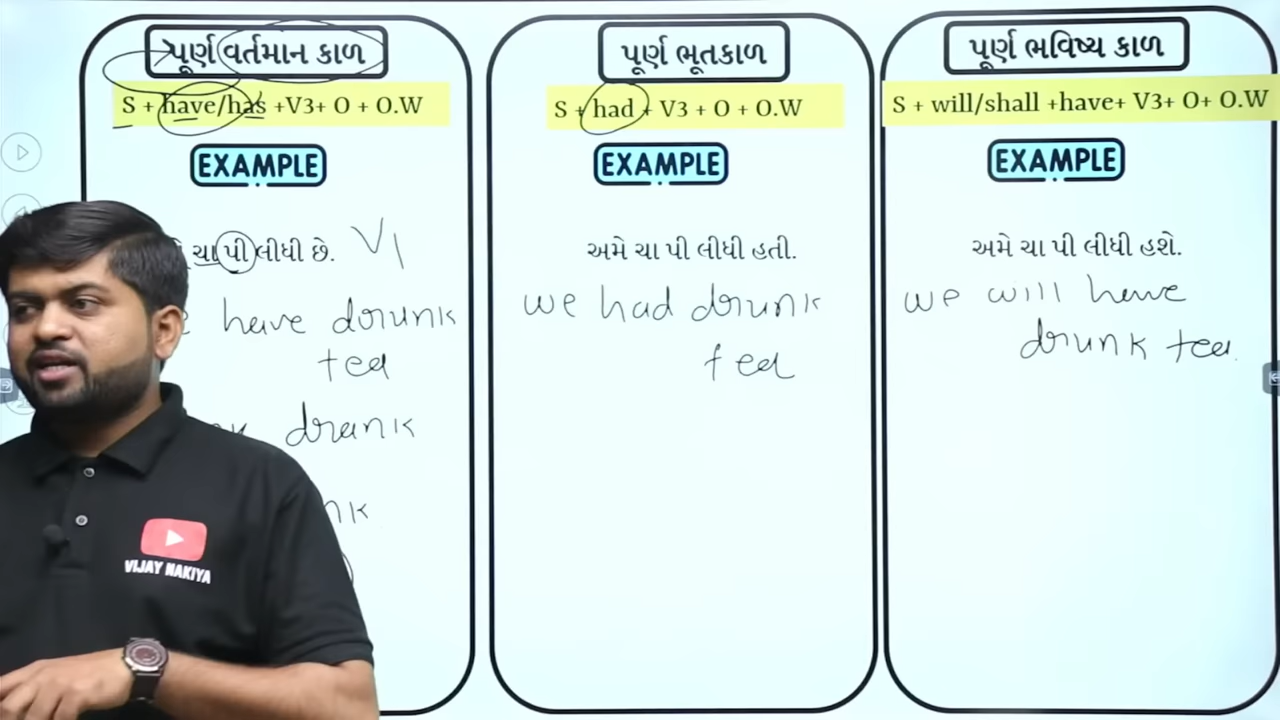 પૂર્ણ વર્તમાન કાળ
S + have/has +V3+ O + O.W
EXAMPLE
ચા પી લીધી છે. V1
have drunk
tea
drank
પૂર્ણ ભૂતકાળ
S + had + V3 + O + O.W
EXAMPLE
અમે ચા પી લીધી હતી.
we had drunk
tea
પૂર્ણ ભવિષ્ય કાળ
S + will/shall +have+ V3+ O+ O.W
EXAMPLE
અમે ચા પી લીધી હશે.
we will have
drunk tea.
VIJAY NAKIYA